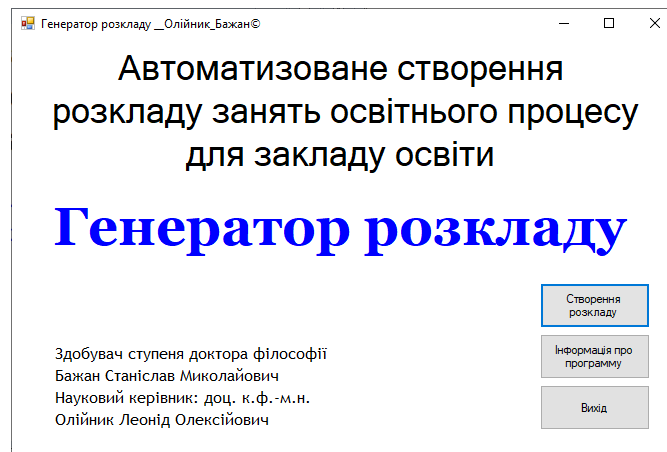 Генератор розкладу __Олійник_Бажан©
Автоматизоване створення
розкладу занять освітнього процесу
для закладу освіти
Генератор розкладу
Створення
розкладу
Інформація про
программу
Вихід
Здобувач ступеня доктора філософії
Бажан Станіслав Миколайович
Науковий керівник: доц. к.ф.-м.н.
Олійник Леонід Олексійович